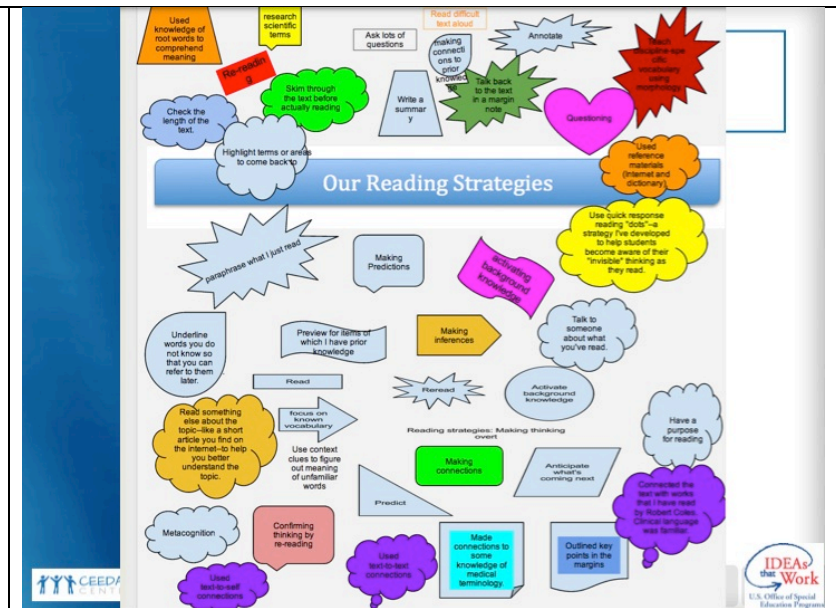 Used
knowledge of
root words to
comprehend
meaning
research
scientific
terms
Re-readin
g
Skim through
the text before
actually reading
Check the
length of the
text.
Highlight terms or areas
to come back to
Ask lots of
questions
Read difficult
text aloud
making
connecti
ons to
prior
knowled
ge
Annotate
Write a
summar
y
Talk back
to the text
in a margin
note
Questioning
Teach
discipline-spe
cific
vocabulary
using
morphology
Our Reading Strategies
Used
reference
materials
(Internet and
dictionary)
Use quick response
reading "dots"--a
strategy I've developed
to help students
become aware of their
"invisible" thinking as
they read.
paraphrase what I just read
Making
Predictions
activating
background
knowledge
Underline
words you do
not know so
that you can
refer to them
later.
Preview for items of
which I have prior
knowledge
Making
inferences
Talk to
someone
about what
you've read.
Read
Reread
Activate
background
knowledge
Read something
else about the
topic--like a short
article you find on
the internet--to help
you better
understand the
topic.
focus on
known
vocabulary
Reading strategies: Making thinking
overt
Have a
purpose
for reading
Use context
clues to figure
out meaning
of unfamiliar
words
Making
connections
Anticipate
what's
coming next
Predict
Connected the
text with works
that I have read
by Robert Coles.
Clinical language
was familiar.
Metacognition
Confirming
thinking by
re-reading
Used
text-to-text
connections
Made
connections to
some
knowledge of
medical
terminology.
Outlined key
points in the
margins
Used
text-to-self
connections
CEEDA
CENT
IDEAs
that Work
U.S. Office of Special
Education Programs